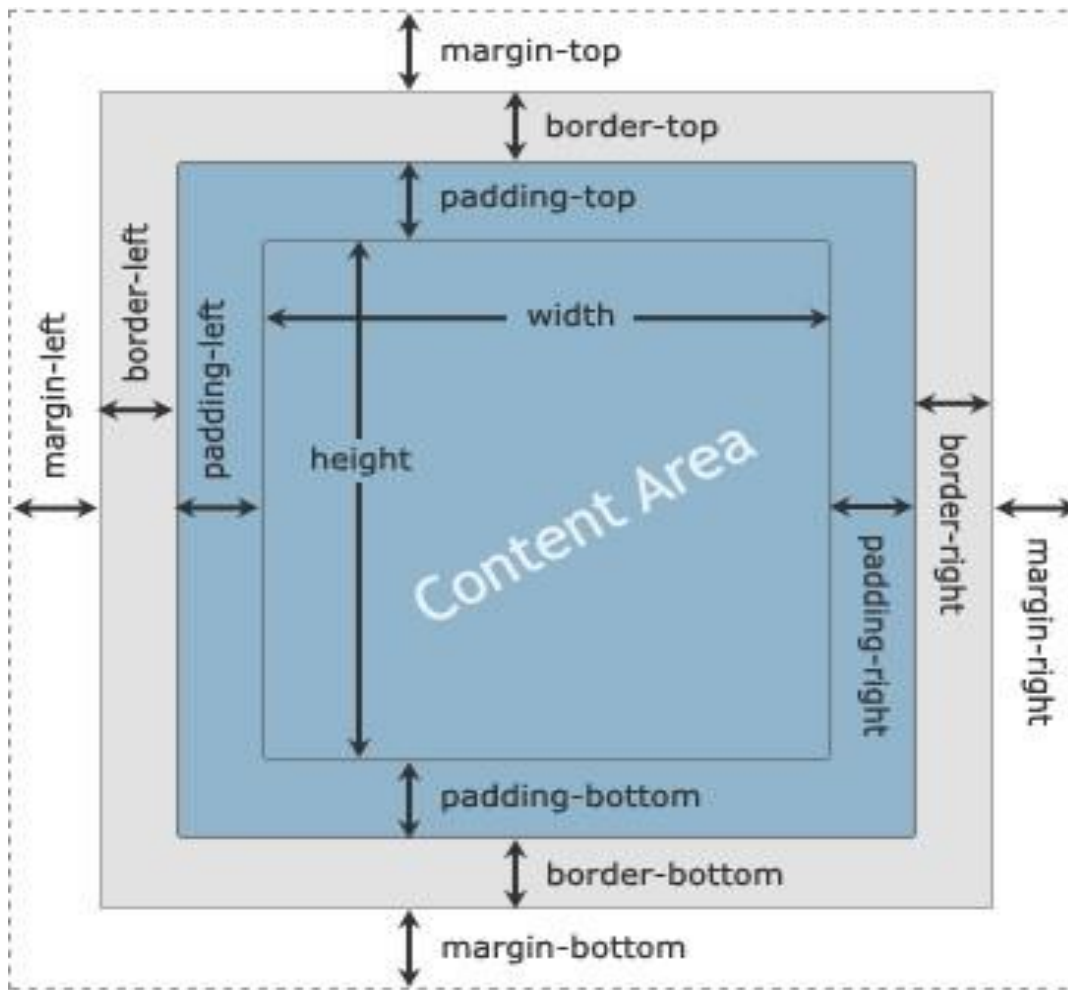 margin-top
border-top
padding-top
border-left
width
padding-left
margin-left
height
Content Area
border-right
padding-right
margin-right
padding-bottom
border-bottom
margin-bottom